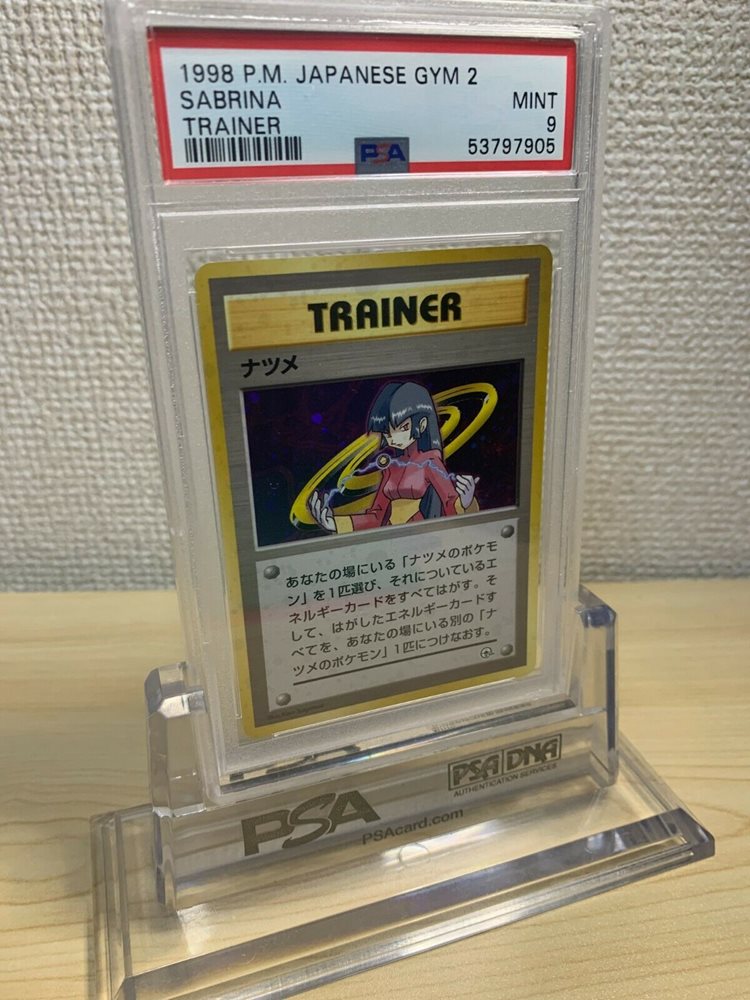 1998 P.M. JAPANESE GYM 2
SABRINA MINT
TRAINER 9
PSA 53797905
TRAINER
ナツメ
あなたの場にいる「ナツメのポケモ
ン」を1匹選び、それについているエ
ネルギーカードをすべてはがす。そ
して、はがしたエネルギーカードす
べてを、あなたの場にいる別の「ナ
ツメのポケモン」1匹につけなおす。
PSA
PSAcard.com
PSA DNA
AUTHENTICATION SERVICES